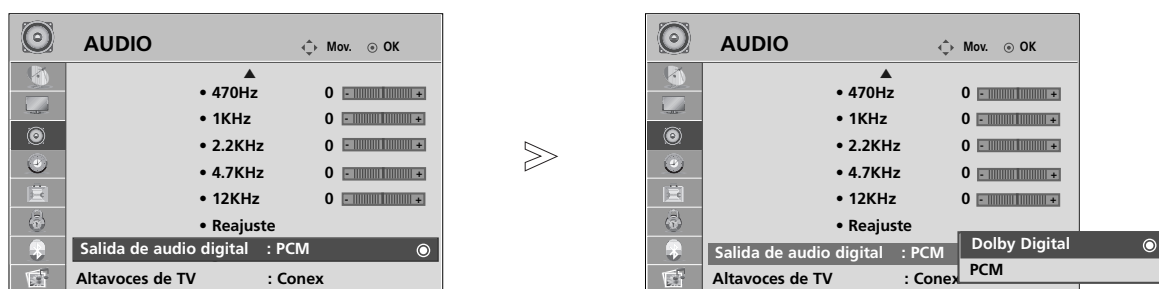 AUDIO Mov. OK
▲
• 470Hz 0 - +
• 1KHz 0 - +
• 2.2KHz 0 - +
• 4.7KHz 0 - +
• 12KHz 0 - +
• Reajuste
Salida de audio digital : PCM
Altavoces de TV : Conex
AUDIO Mov. OK
▲
• 470Hz 0 - +
• 1KHz 0 - +
• 2.2KHz 0 - +
• 4.7KHz 0 - +
• 12KHz 0 - +
• Reajuste
Salida de audio digital : PCM
Altavoces de TV : Conex
Dolby Digital
PCM